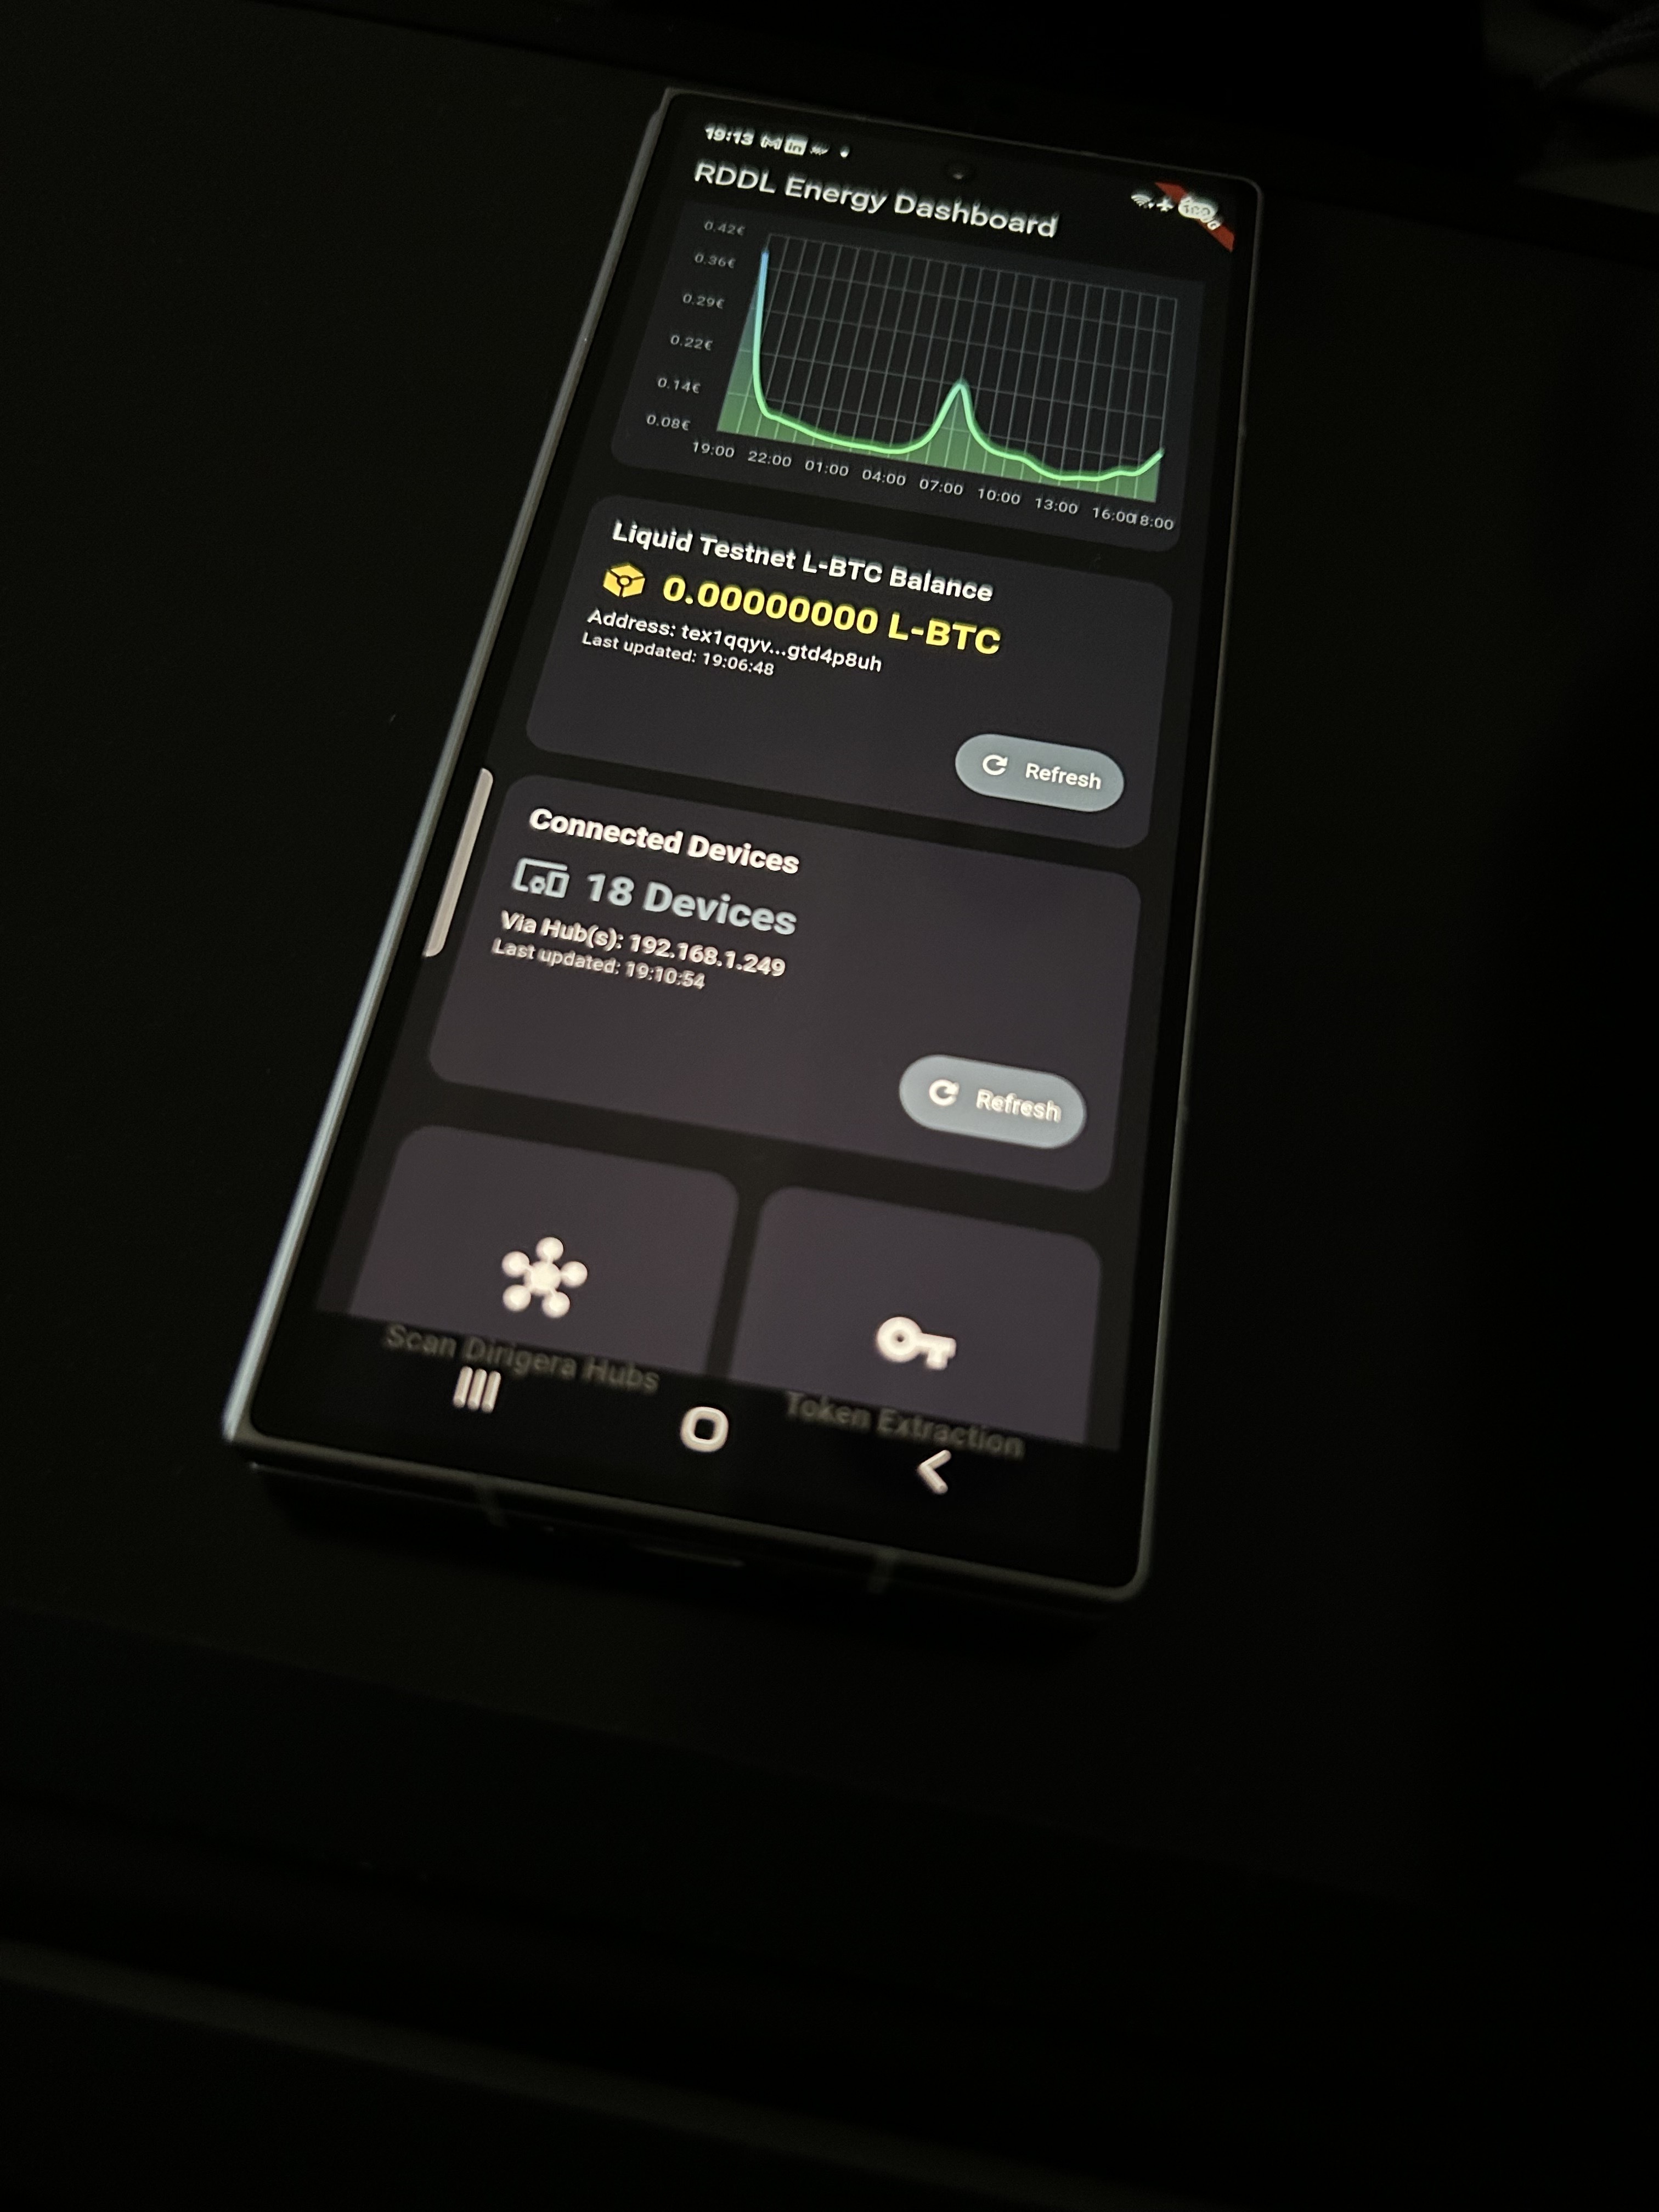 19:13
RDDL Energy Dashboard
0.42€
0.36€
0.29€
0.22€
0.14€
0.08€
19:00 22:00 01:00 04:00 07:00 10:00 13:00 16:00 18:00
Liquid Testnet L-BTC Balance
0.00000000 L-BTC
Address: tex1qqyv...gtd4p8uh
Last updated: 19:06:48
Refresh
Connected Devices
18 Devices
Via Hub(s): 192.168.1.249
Last updated: 19:10:54
Refresh
Scan Dirigera Hubs
Token Extraction